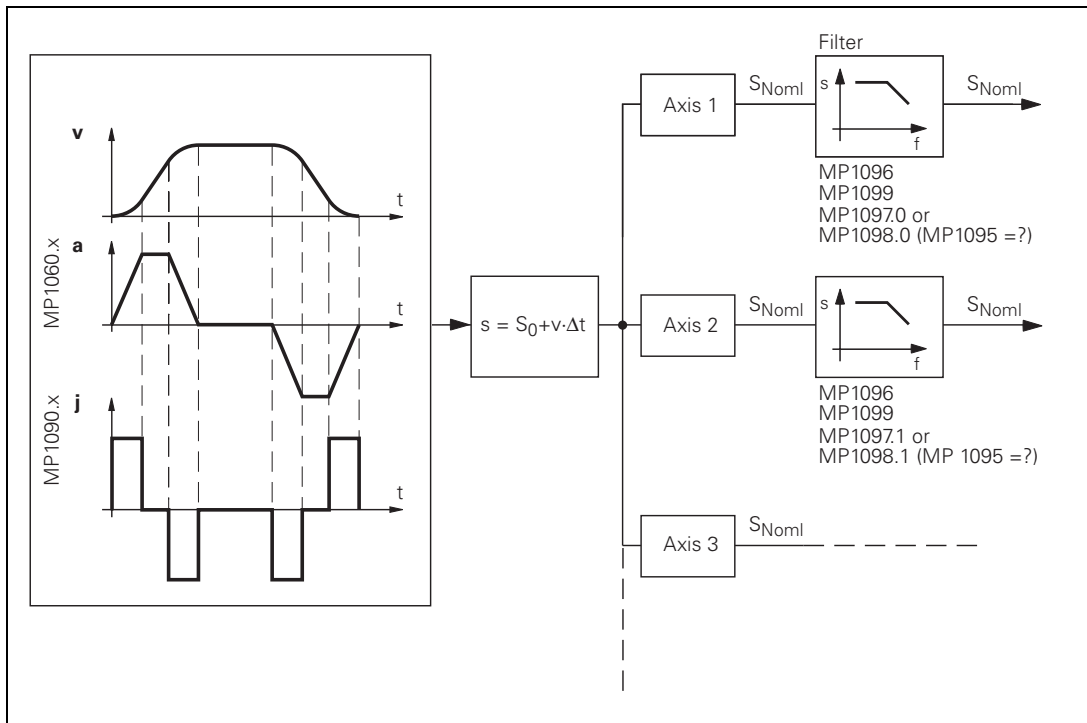 v
t
MP1060.x
a
t
MP1090.x
j
t
s = S0+v·Δt
Axis 1
SNoml
Filter
s
f
SNoml
MP1096
MP1099
MP1097.0 or
MP1098.0 (MP1095 =?)
Axis 2
SNoml
s
f
SNoml
MP1096
MP1099
MP1097.1 or
MP1098.1 (MP 1095 =?)
Axis 3
SNoml